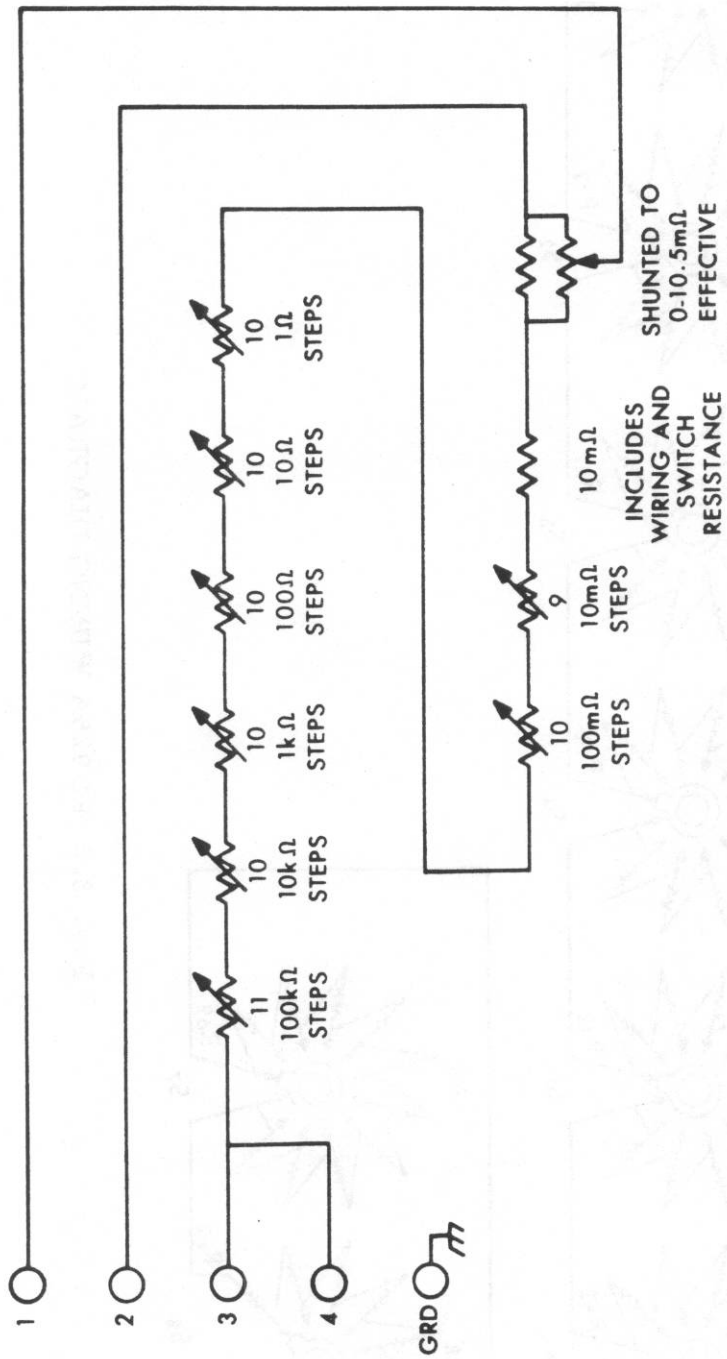 1
2
3
4
GRD
11
100kΩ
STEPS
10
10kΩ
STEPS
10
1kΩ
STEPS
10
100Ω
STEPS
10
10Ω
STEPS
10
1Ω
STEPS
10
100mΩ
STEPS
9
10mΩ
STEPS
10mΩ
INCLUDES
WIRING AND
SWITCH
RESISTANCE
SHUNTED TO
0-10.5mΩ
EFFECTIVE